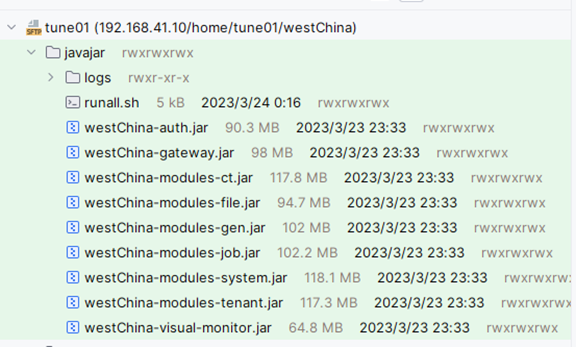 tune01 (192.168.41.10/home/tune01/westChina)
SFTP
javajar rwxrwxrwx
logs rwxr-xr-x
runall.sh 5 kB 2023/3/24 0:16 rwxrwxrwx
westChina-auth.jar 90.3 MB 2023/3/23 23:33 rwxrwxrwx
westChina-gateway.jar 98 MB 2023/3/23 23:33 rwxrwxrwx
westChina-modules-ct.jar 117.8 MB 2023/3/23 23:33 rwxrwxrwx
westChina-modules-file.jar 94.7 MB 2023/3/23 23:33 rwxrwxrwx
westChina-modules-gen.jar 102 MB 2023/3/23 23:33 rwxrwxrwx
westChina-modules-job.jar 102.2 MB 2023/3/23 23:33 rwxrwxrwx
westChina-modules-system.jar 118.1 MB 2023/3/23 23:33 rwxrwxr
westChina-modules-tenant.jar 117.3 MB 2023/3/23 23:33 rwxrwxrwx
westChina-visual-monitor.jar 64.8 MB 2023/3/23 23:33 rwxrwxrwx